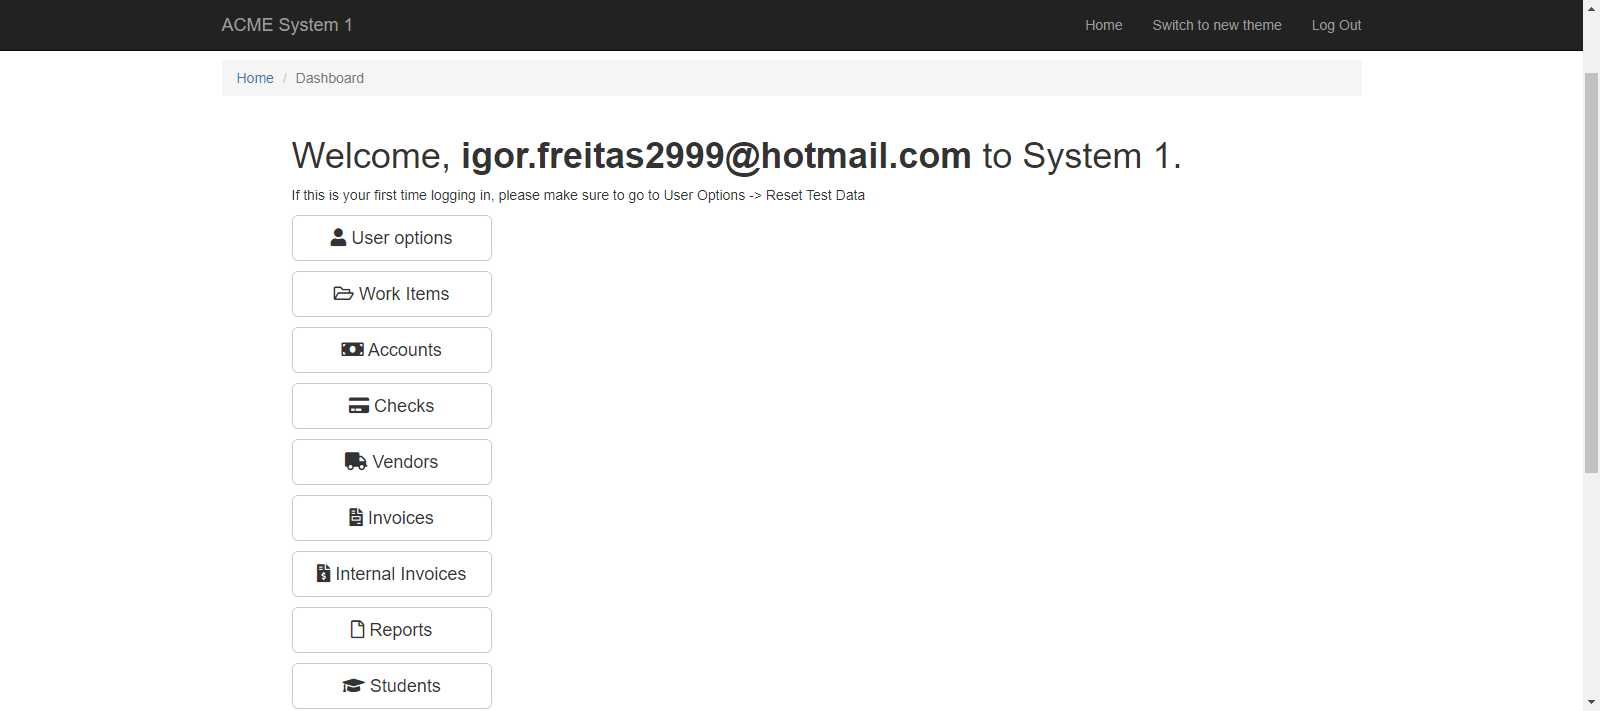 ACME System 1
Home Switch to new theme Log Out
Home / Dashboard
Welcome, igor.freitas2999@hotmail.com to System 1.
If this is your first time logging in, please make sure to go to User Options -> Reset Test Data
User options
Work Items
Accounts
Checks
Vendors
Invoices
Internal Invoices
Reports
Students